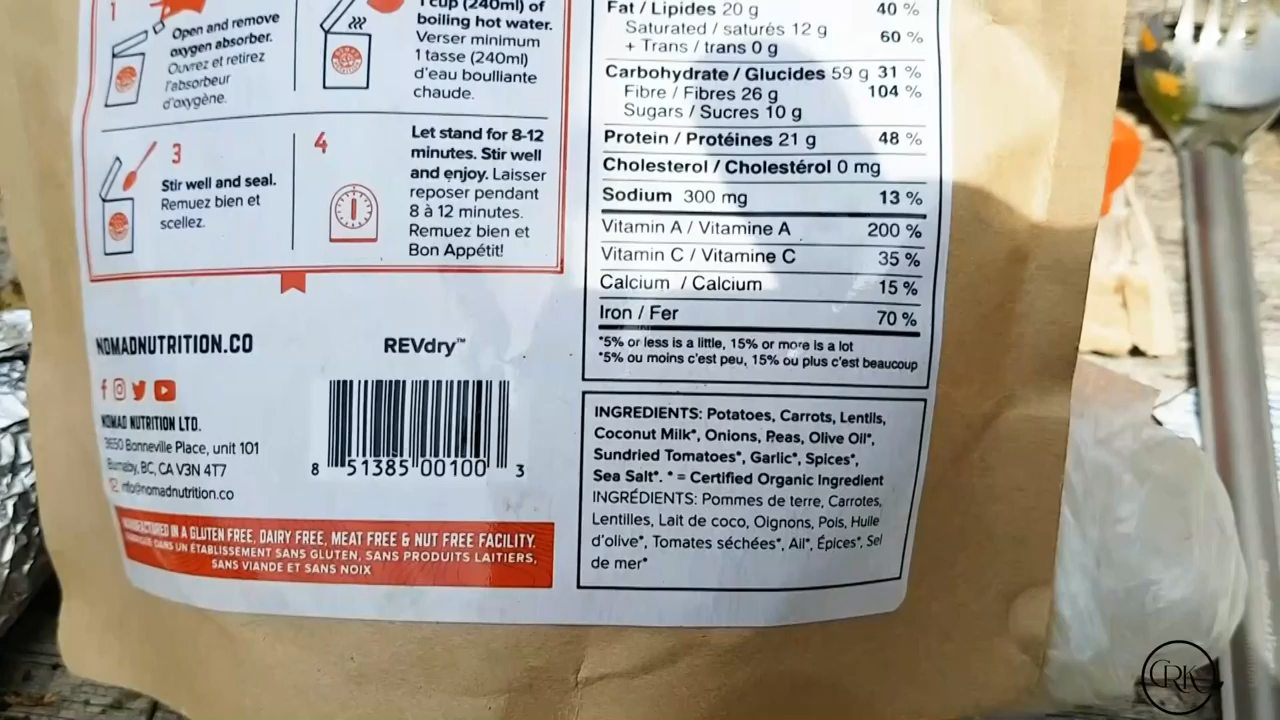 1
Open and remove
oxygen absorber.
Ouvrez et retirez
l'absorbeur
d'oxygène.
1 cup (240ml) of
boiling hot water.
Verser minimum
1 tasse (240ml)
d'eau boulliante
chaude.
3
Stir well and seal.
Remuez bien et
scellez.
4
Let stand for 8-12
minutes. Stir well
and enjoy. Laisser
reposer pendant
8 à 12 minutes.
Remuez bien et
Bon Appétit!
NOMADNUTRITION.CO
REVdry™
NOMAD NUTRITION LTD.
3650 Bonneville Place, unit 101
Burnaby, BC, CA V3N 4T7
info@nomadnutrition.co
8 51385 00100 3
MANUFACTURED IN A GLUTEN FREE, DAIRY FREE, MEAT FREE & NUT FREE FACILITY.
FABRIQUÉ DANS UN ÉTABLISSEMENT SANS GLUTEN, SANS PRODUITS LAITIERS,
SANS VIANDE ET SANS NOIX
Fat / Lipides 20 g 40 %
Saturated / saturés 12 g 60 %
+ Trans / trans 0 g
Carbohydrate / Glucides 59 g 31 %
Fibre / Fibres 26 g 104 %
Sugars / Sucres 10 g
Protein / Protéines 21 g 48 %
Cholesterol / Cholestérol 0 mg
Sodium 300 mg 13 %
Vitamin A / Vitamine A 200 %
Vitamin C / Vitamine C 35 %
Calcium / Calcium 15 %
Iron / Fer 70 %
*5% or less is a little, 15% or more is a lot
*5% ou moins c'est peu, 15% ou plus c'est beaucoup
INGREDIENTS: Potatoes, Carrots, Lentils,
Coconut Milk*, Onions, Peas, Olive Oil*,
Sundried Tomatoes*, Garlic*, Spices*,
Sea Salt*. * = Certified Organic Ingredient
INGRÉDIENTS: Pommes de terre, Carottes,
Lentilles, Lait de coco, Oignons, Pois, Huile
d'olive*, Tomates séchées*, Ail*, Épices*, Sel
de mer*
CRK